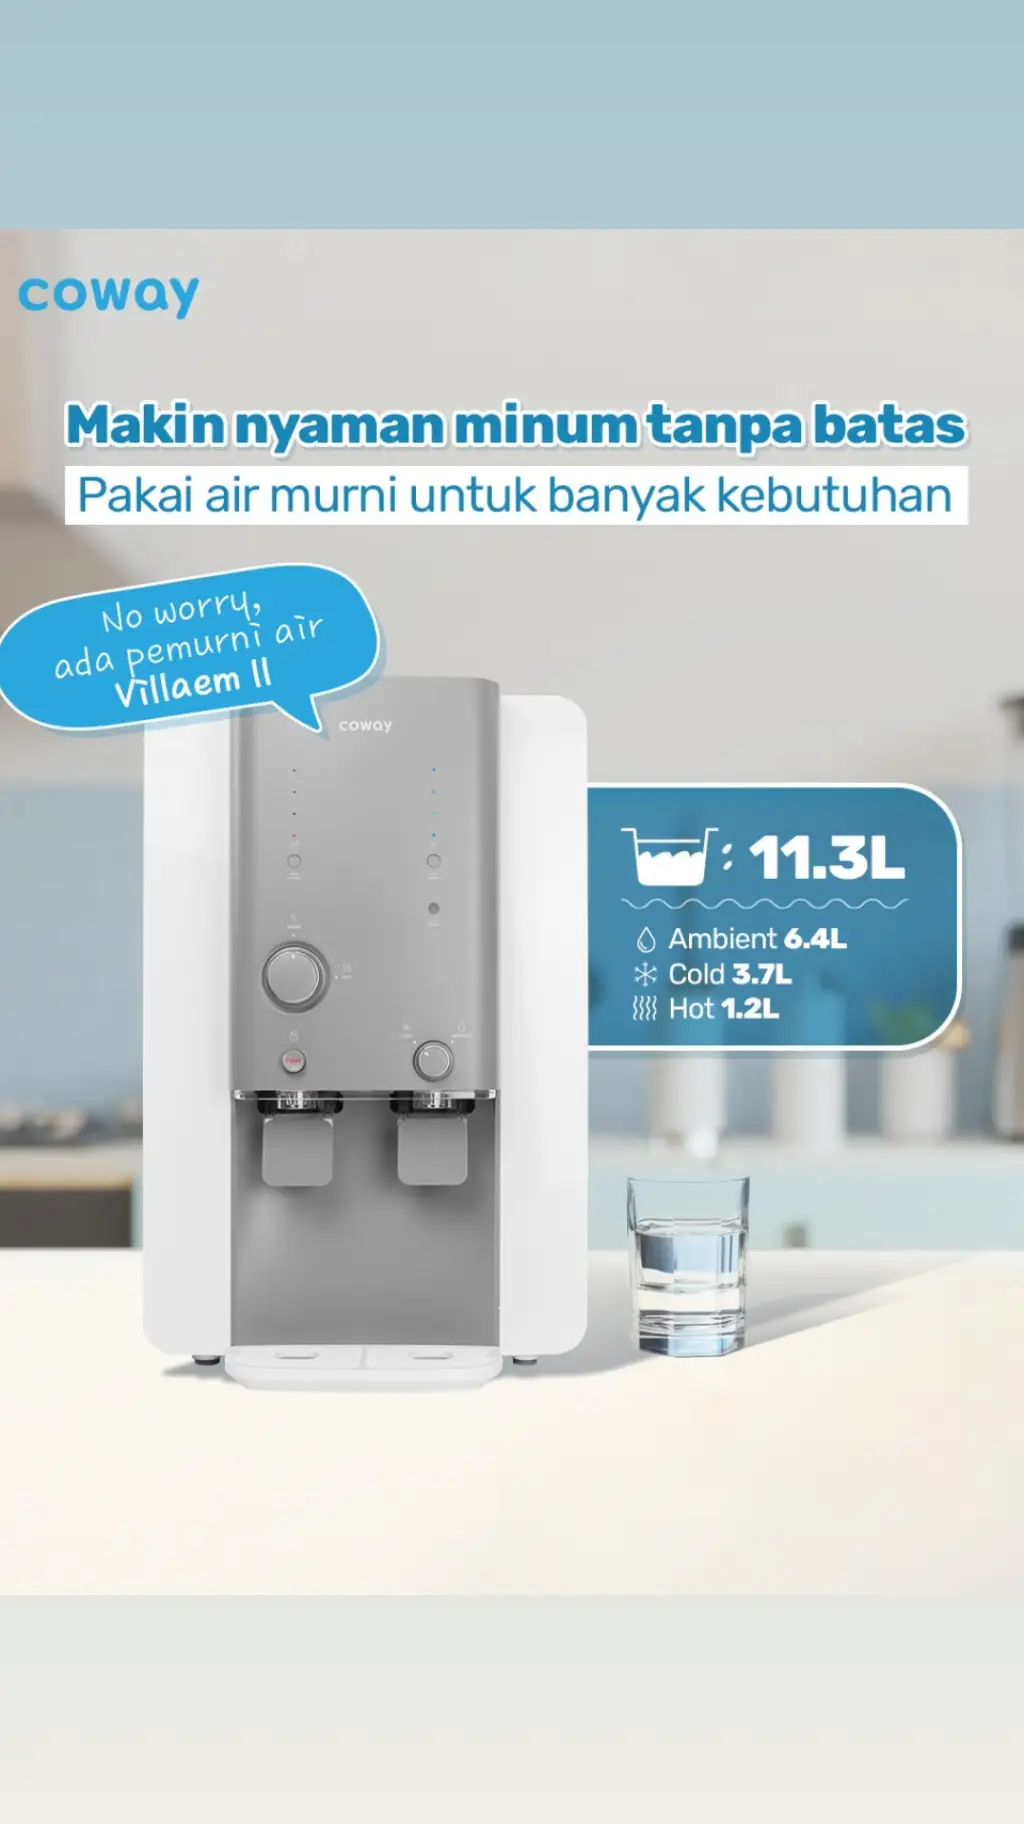 coway
Makin nyaman minum tanpa batas
Pakai air murni untuk banyak kebutuhan
No worry,
ada pemurni air
Villaem II
coway
11.3L
Ambient 6.4L
Cold 3.7L
Hot 1.2L